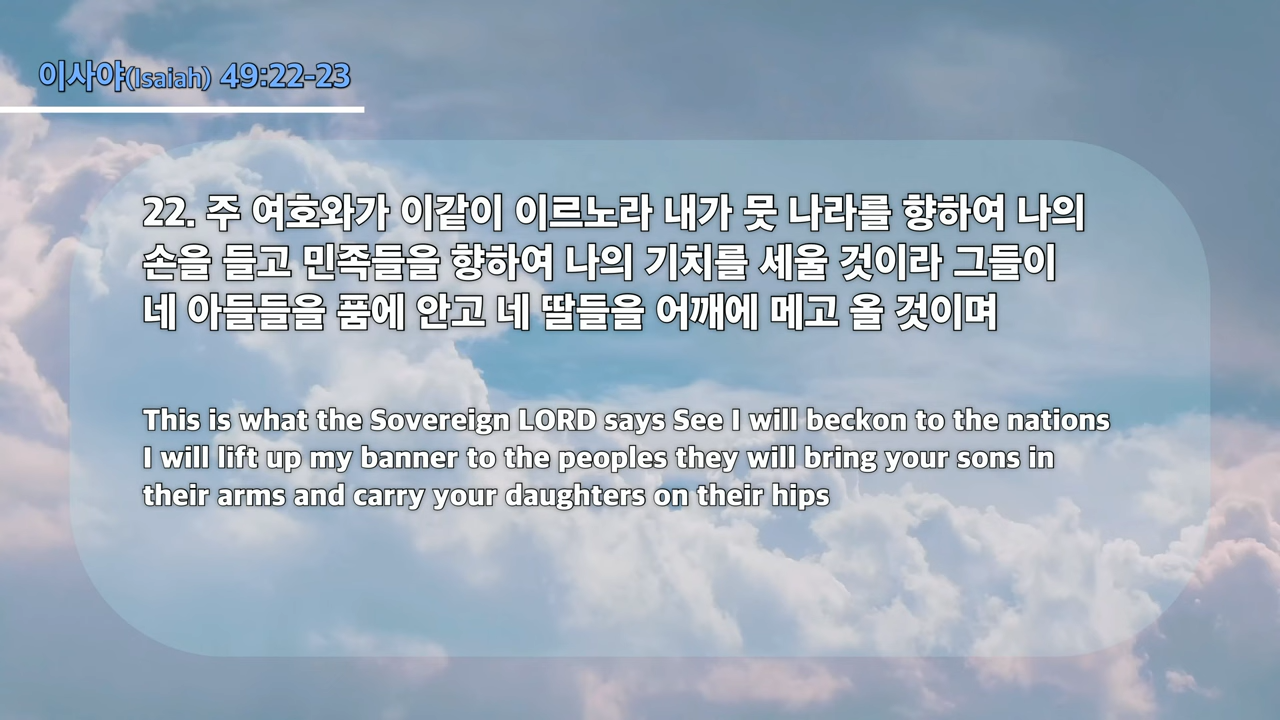 이사야(Isaiah) 49:22-23
22. 주 여호와가 이같이 이르노라 내가 뭇 나라를 향하여 나의
손을 들고 민족들을 향하여 나의 기치를 세울 것이라 그들이
네 아들들을 품에 안고 네 딸들을 어깨에 메고 올 것이며
This is what the Sovereign LORD says See I will beckon to the nations
I will lift up my banner to the peoples they will bring your sons in
their arms and carry your daughters on their hips